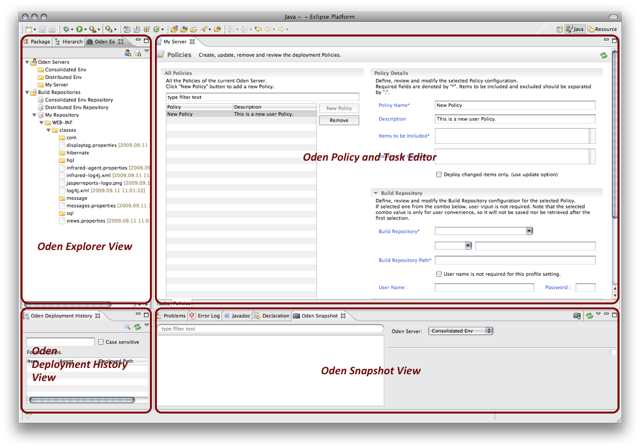 Java - - Eclipse Platform
Java
Resource
Package
Hierarch
Oden Ex
Oden Servers
Consolidated Env
Distributed Env
My Server
Build Repositories
Consolidated Env Repository
Distributed Env Repository
My Repository
WEB-INF
classes
com
displaytag.properties [2009.09.11
hibernate
hql
infrared-agent.properties [2009.
infrared-log4j.xml [2009.09.11
jasperreports-logo.png [2009.09
log4j.xml [2009.09.11 11:01:22]
message
messages.properties [2009.09.11
sql
views.properties [2009.09.11 11
Oden Explorer View
My Server
Policies
Create, update, remove and review the deployment Policies.
All Policies
All the Policies of the current Oden Server.
Click "New Policy" button to add a new Policy.
type filter text
Policy
Description
New Policy
This is a new user Policy.
New Policy
Remove
Policy Details
Define, review and modify the selected Policy configuration.
Required fields are denoted by "*". Items to be included and excluded should be
separated by ",".
Policy Name*
New Policy
Description
This is a new user Policy.
Items to be Included*
Oden Policy and Task Editor
Deploy changed items only. (use update option)
Build Repository
Define, review and modify the Build Repository configuration for the selected Policy.
If selected one from the combo below, user input is not required. Note that the selected
combo value is only for user convenience, so it will not be saved nor be retrieved after the
first selection.
Build Repository*
Build Repository Path*
User name is not required for this profile setting.
User Name :
Password :
Policies
Oden Deployment History
Case sensitive
Oden
Deployment History
View
Problems
Error Log
Javadoc
Declaration
Oden Snapshot
type filter text
Oden Server:
Consolidated Env
Oden Snapshot View